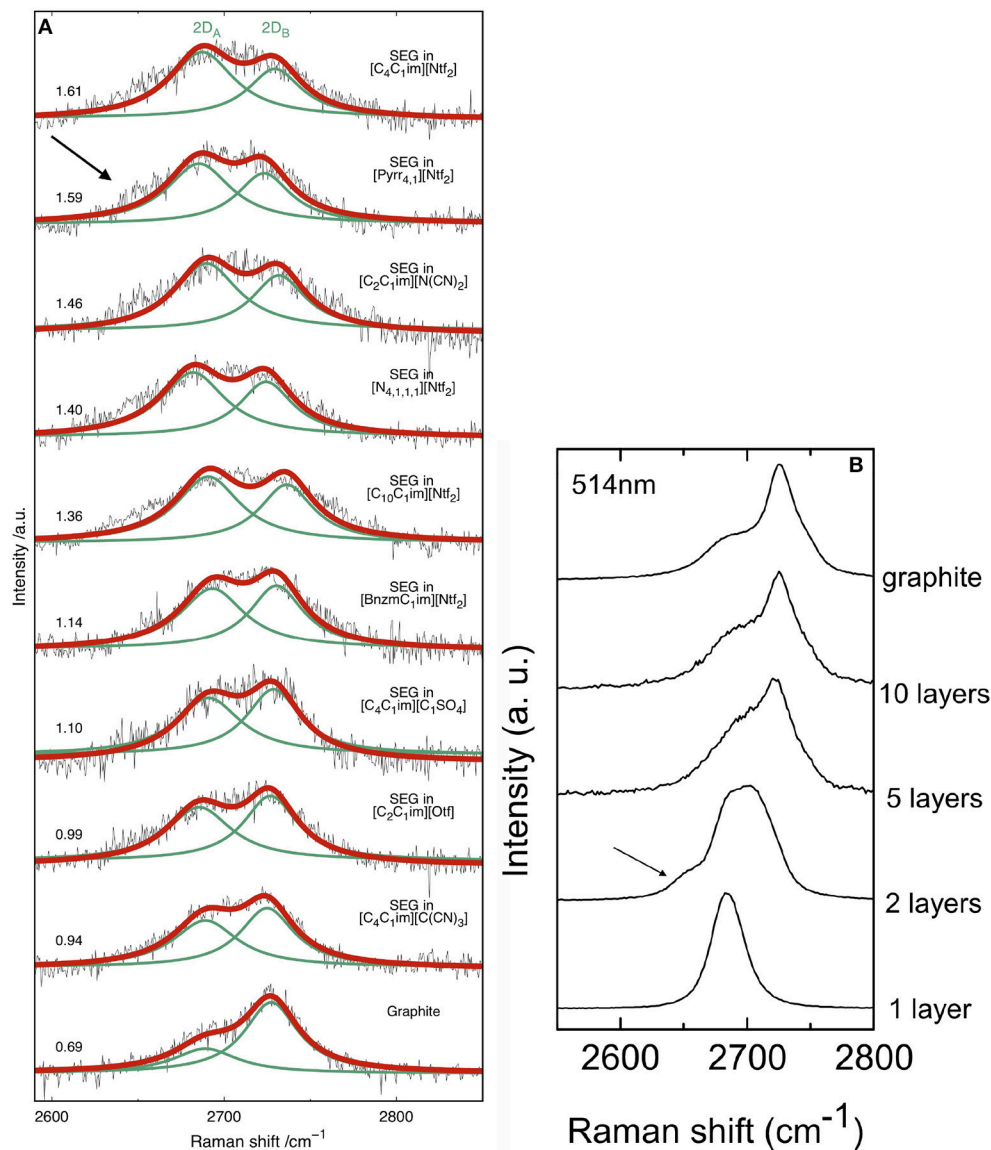 A
2D_A 2D_B
SEG in
[C₄C₁im][Ntf₂]
1.61
SEG in
[Pyrr₄,₁][Ntf₂]
1.59
SEG in
[C₂C₁im][N(CN)₂]
1.46
SEG in
[N₄,₁,₁,₁][Ntf₂]
1.40
SEG in
[C₁₀C₁im][Ntf₂]
1.36
SEG in
[BnzmC₁im][Ntf₂]
1.14
SEG in
[C₄C₁im][C₁SO₄]
1.10
SEG in
[C₂C₁im][Otf]
0.99
SEG in
[C₄C₁im][C(CN)₃]
0.94
Graphite
0.69
Intensity /a.u.
2600 2700 2800
Raman shift /cm⁻¹
B
514nm
graphite
10 layers
5 layers
2 layers
1 layer
Intensity (a. u.)
2600 2700 2800
Raman shift (cm⁻¹)